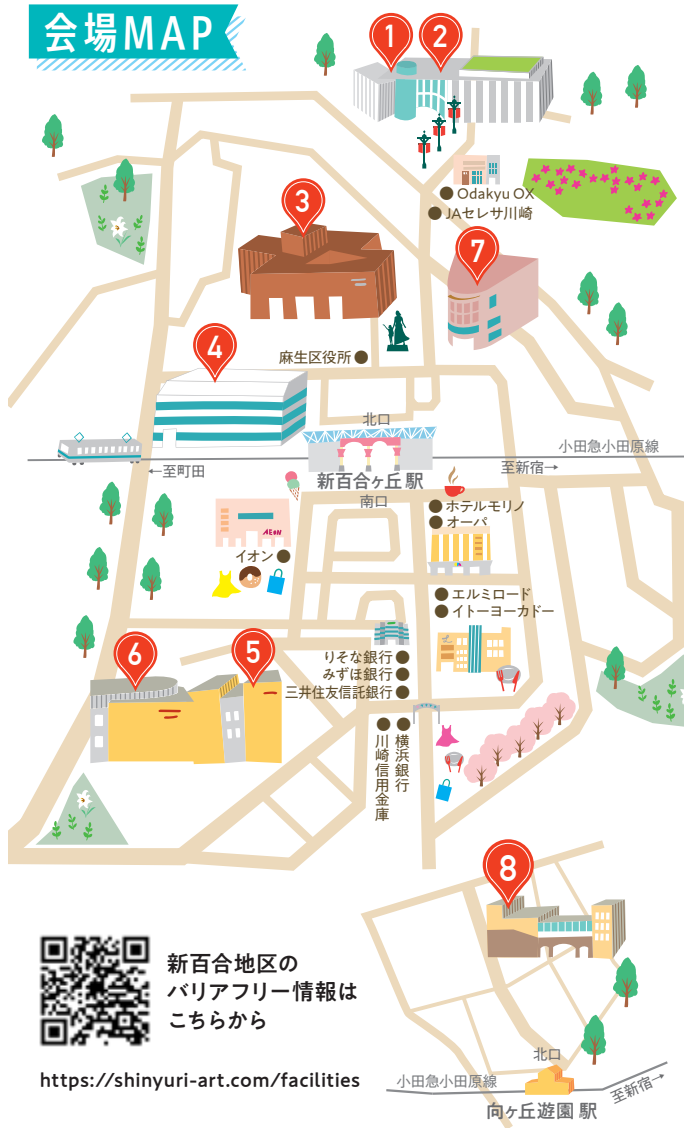 会場MAP
1
2
Odakyu OX
JAセレサ川崎
3
7
4
麻生区役所
北口
小田急小田原線
←至町田
至新宿→
新百合ヶ丘駅
南口
ホテルモリノ
オーパ
AEON
イオン
エルミロード
イトーヨーカドー
りそな銀行
みずほ銀行
三井住友信託銀行
6
5
川崎信用金庫
横浜銀行
8
新百合地区の
バリアフリー情報は
こちらから
https://shinyuri-art.com/facilities
北口
小田急小田原線
至新宿→
向ヶ丘遊園駅